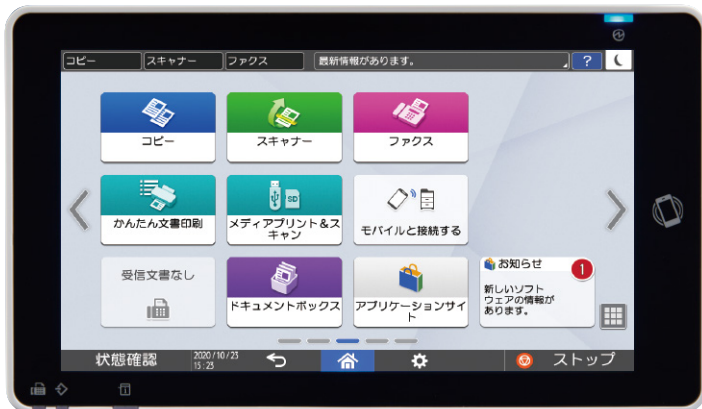 コピー
スキャナー
ファクス
最新情報があります。
?
コピー
スキャナー
ファクス
かんたん文書印刷
SD
メディアプリント&ス
キャン
モバイルと接続する
受信文書なし
ドキュメントボックス
アプリケーションサイ
ト
お知らせ
1
新しいソフト
ウェアの情報が
あります。
状態確認
2020/10/23
15:23
ストップ